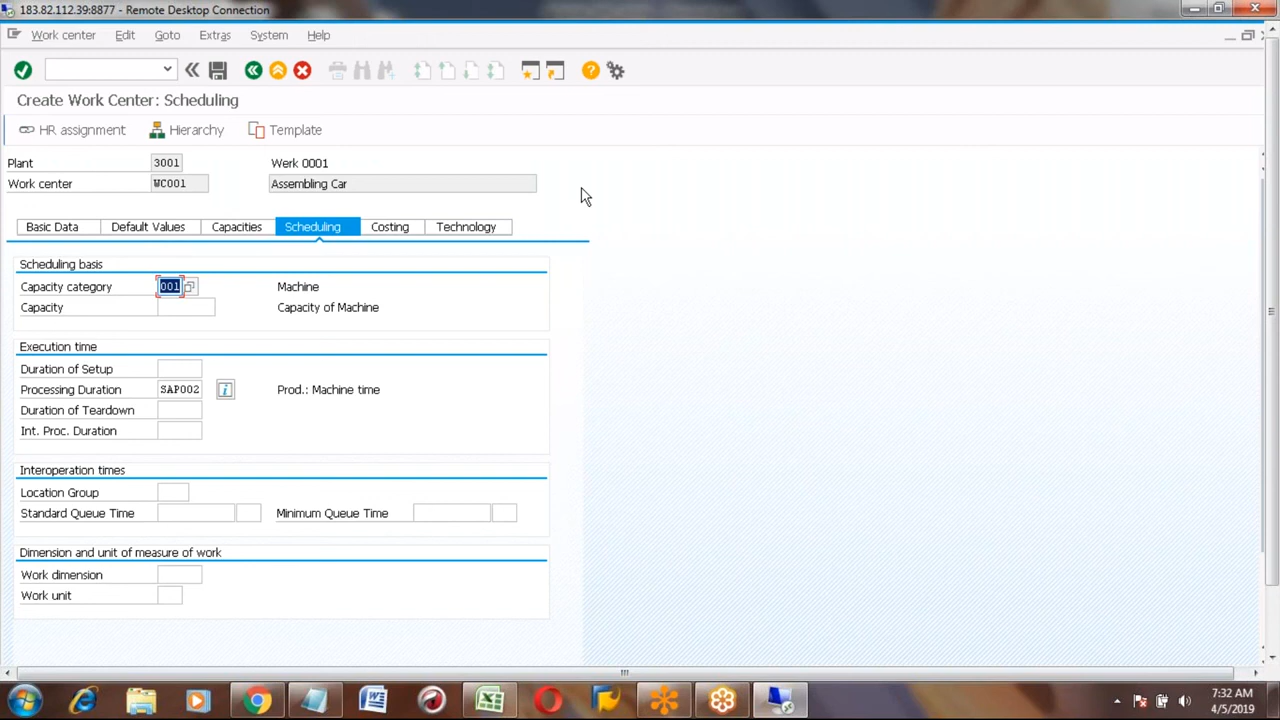 183.82.112.39:8877 - Remote Desktop Connection
Work center Edit Goto Extras System Help
Create Work Center: Scheduling
HR assignment Hierarchy Template
Plant 3001 Werk 0001
Work center WC001 Assembling Car
Basic Data Default Values Capacities Scheduling Costing Technology
Scheduling basis
Capacity category 001 Machine
Capacity Capacity of Machine
Execution time
Duration of Setup
Processing Duration SAP002 Prod.: Machine time
Duration of Teardown
Int. Proc. Duration
Interoperation times
Location Group
Standard Queue Time Minimum Queue Time
Dimension and unit of measure of work
Work dimension
Work unit
7:32 AM
4/5/2019